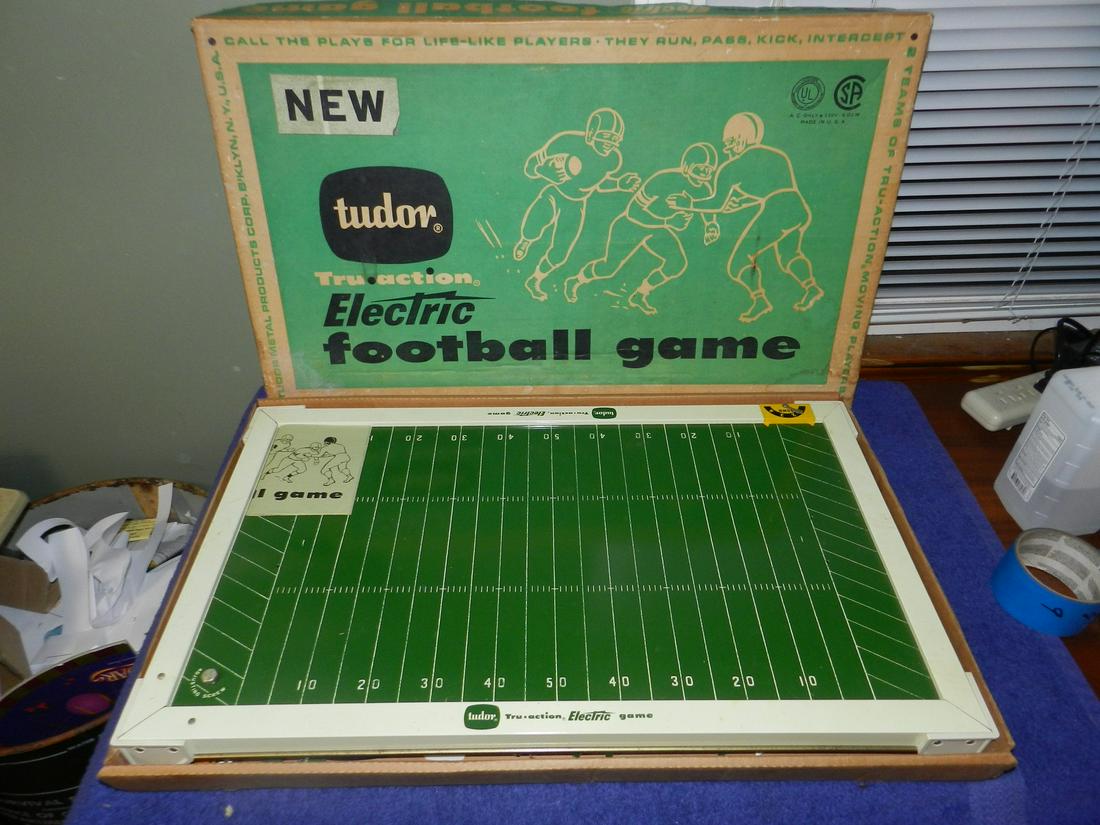 CALL THE PLAYS FOR LIFE-LIKE PLAYERS · THEY RUN, PASS, KICK, INTERCEPT
2 TEAMS OF TRU-ACTION, MOVING PLAYERS
TUDOR METAL PRODUCTS CORP. B'KLYN, N.Y., U.S.A.
NEW
UL
CSA
MADE IN U.S.A.
tudor®
Tru·action®
Electric
football game
tudor Tru·action Electric game
l game
1 20 30 40 50 40 30 20 10
10 20 30 40 50 40 30 20 10
tudor Tru·action Electric game